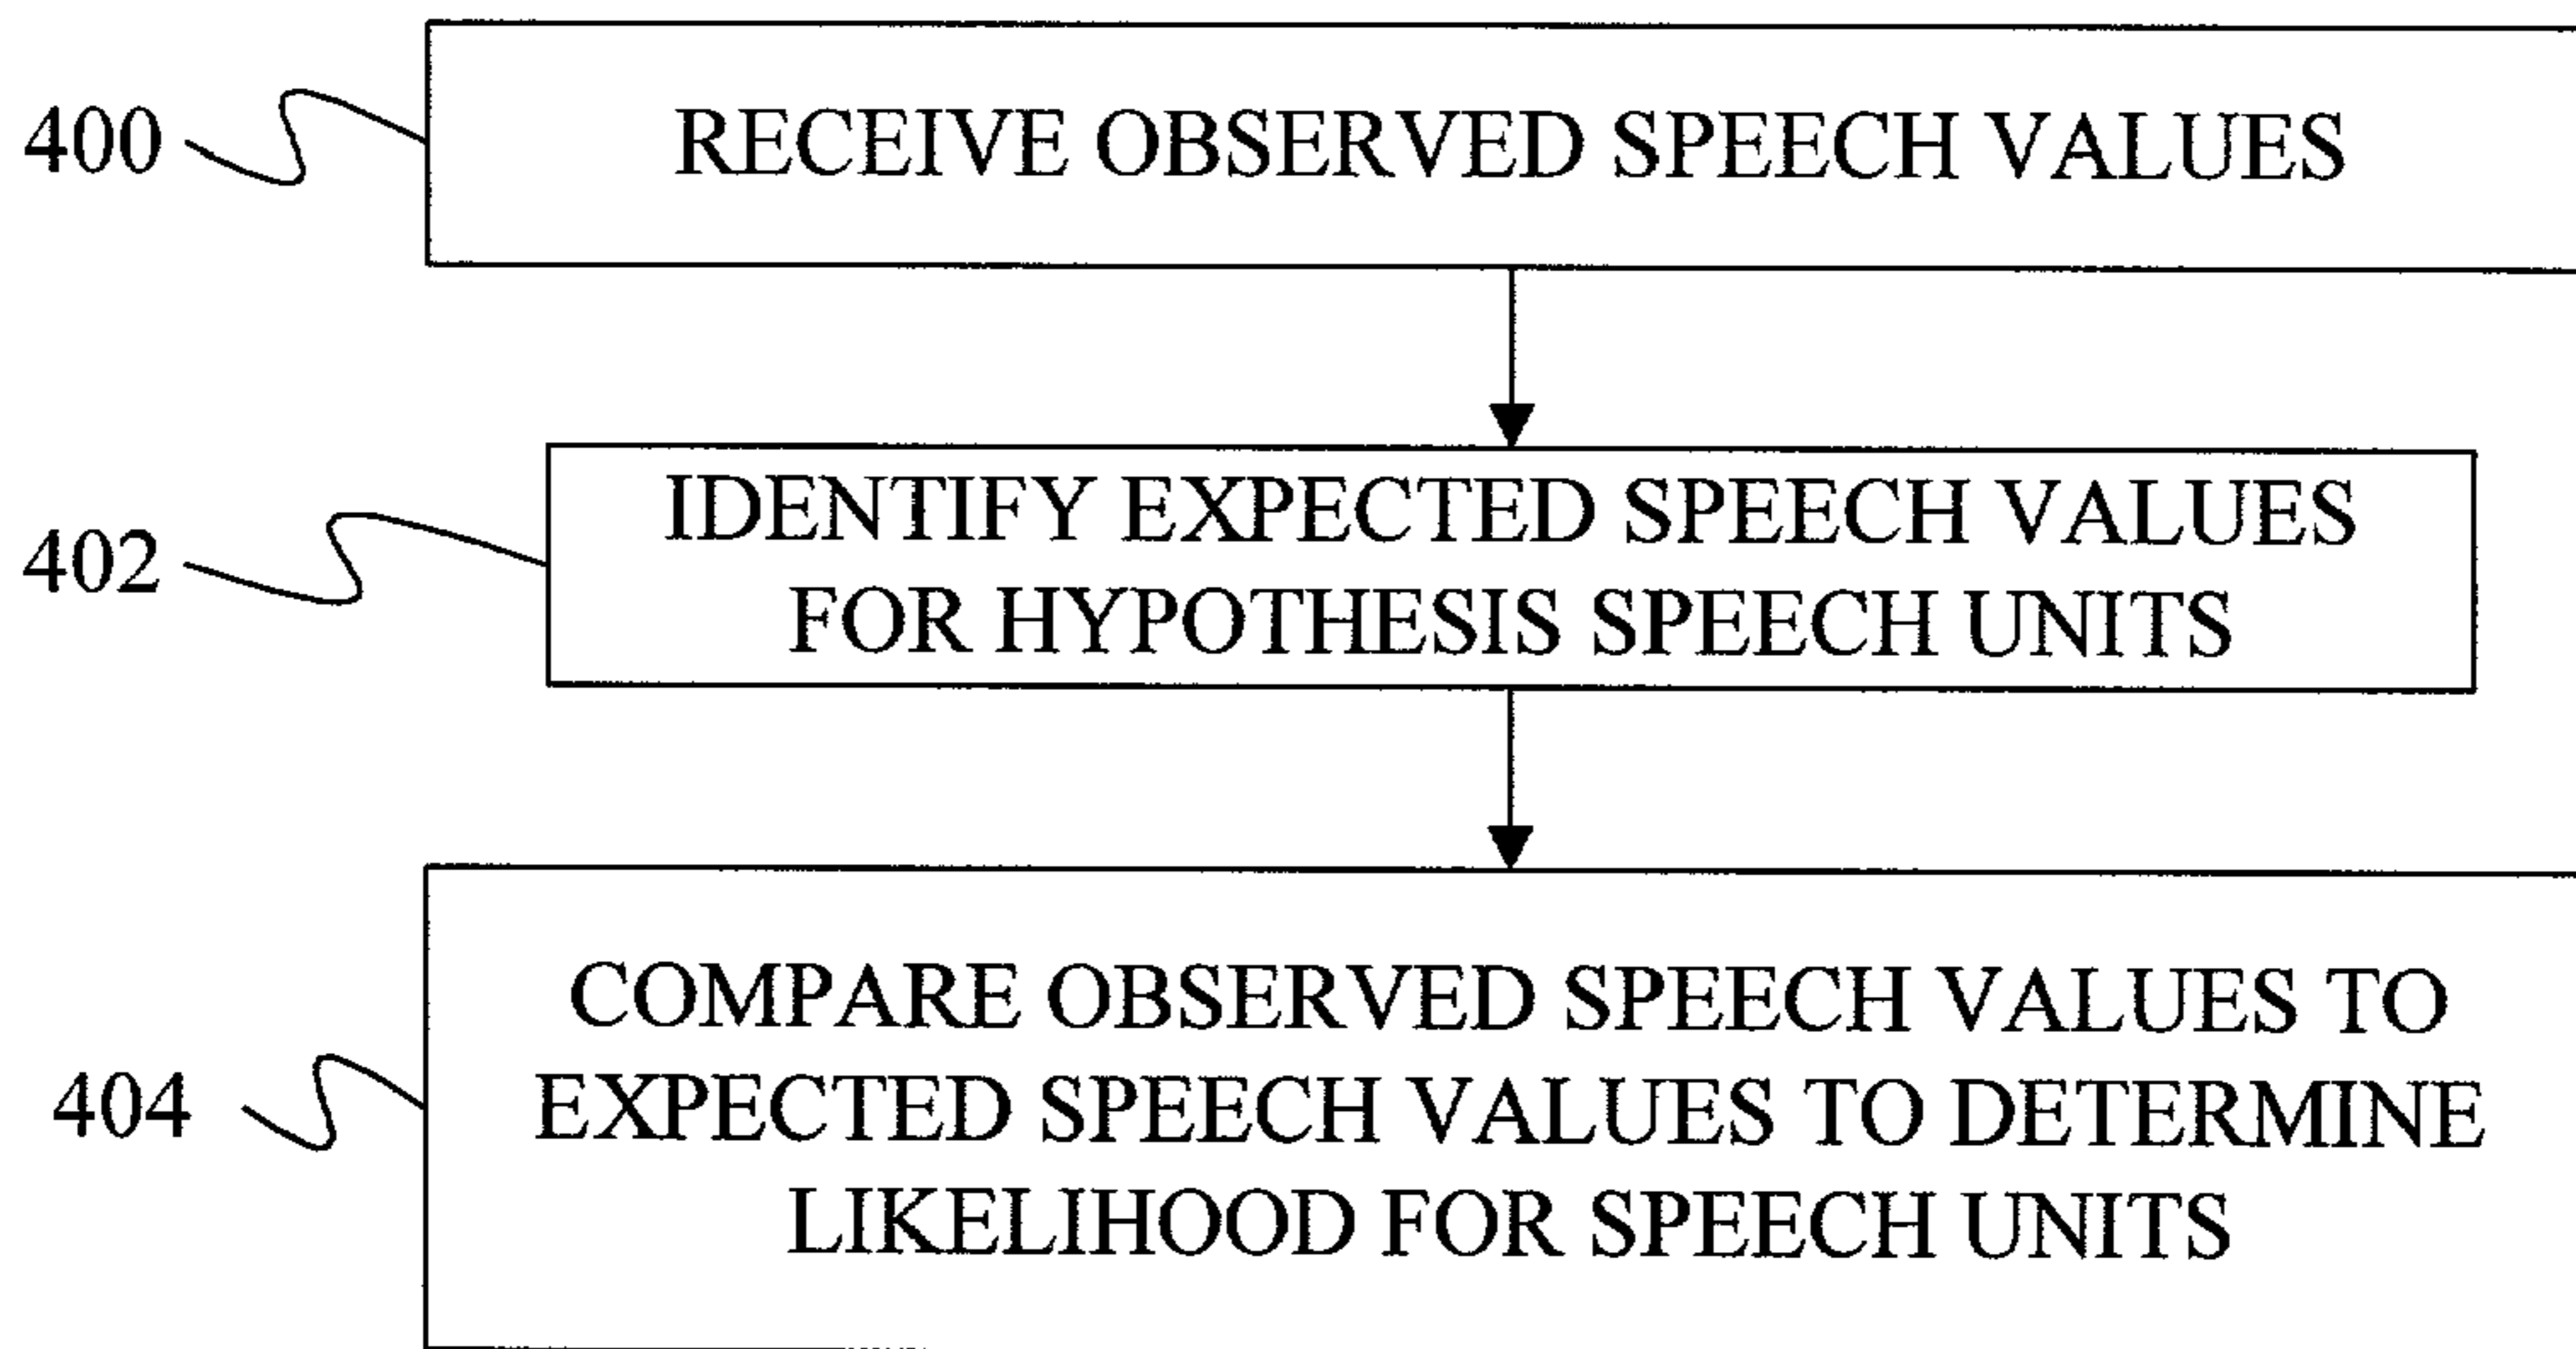 400
RECEIVE OBSERVED SPEECH VALUES
402
IDENTIFY EXPECTED SPEECH VALUES
FOR HYPOTHESIS SPEECH UNITS
404
COMPARE OBSERVED SPEECH VALUES TO
EXPECTED SPEECH VALUES TO DETERMINE
LIKELIHOOD FOR SPEECH UNITS